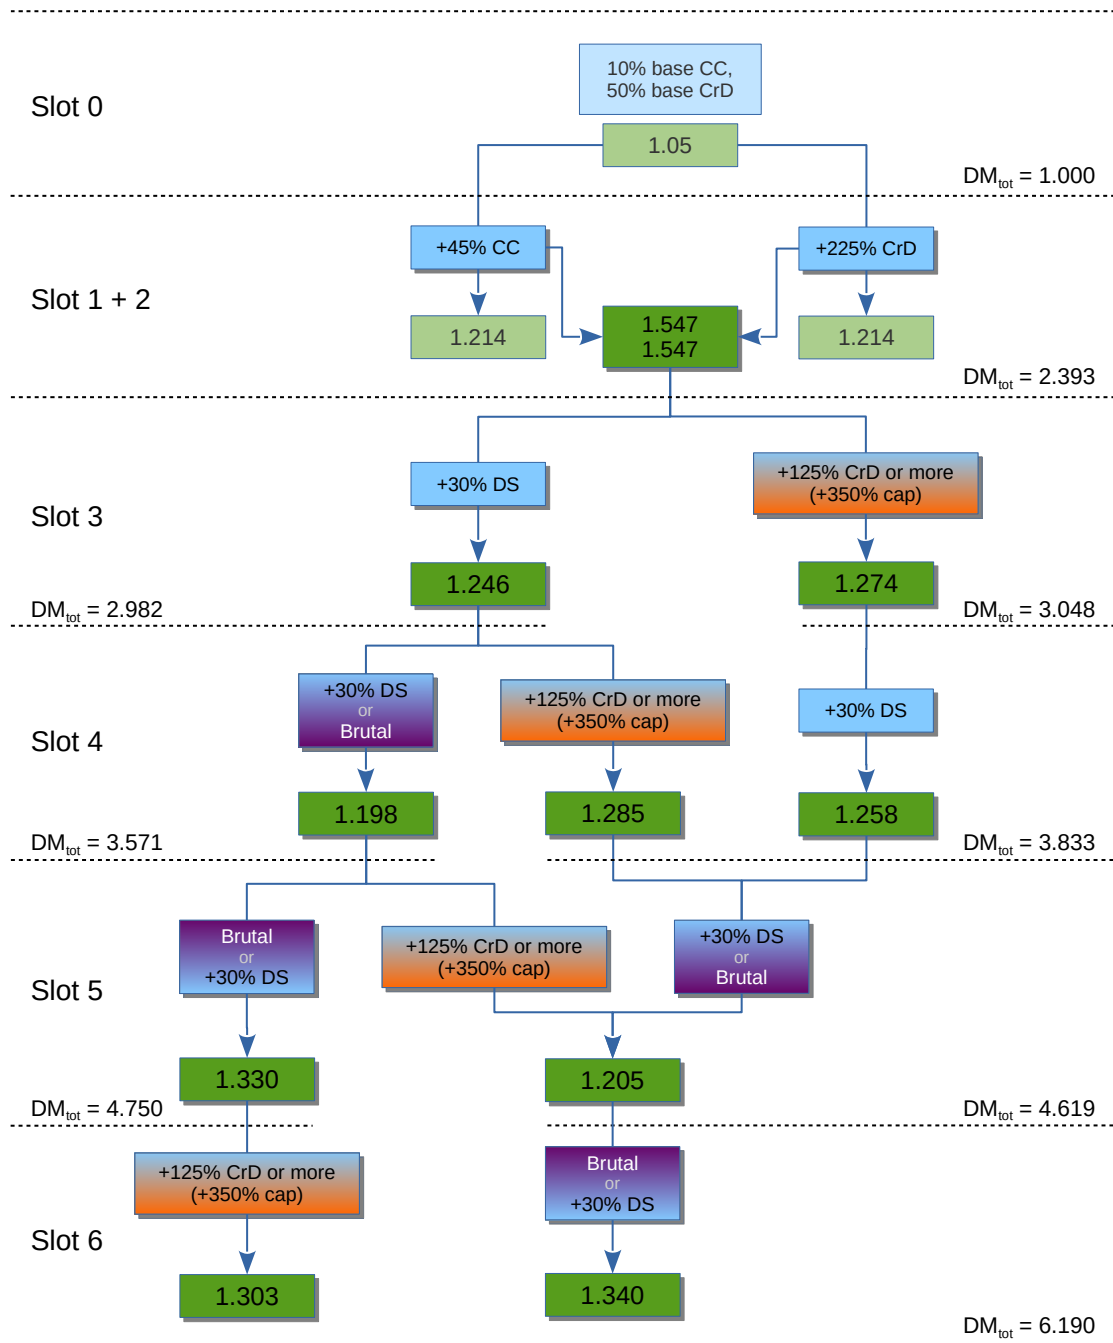 10% base CC,
50% base CrD
Slot 0
1.05
DMtot = 1.000
+45% CC
+225% CrD
Slot 1 + 2
1.214
1.547
1.547
1.214
DMtot = 2.393
+30% DS
+125% CrD or more
(+350% cap)
Slot 3
1.246
1.274
DMtot = 2.982
DMtot = 3.048
+30% DS
or
Brutal
+125% CrD or more
(+350% cap)
+30% DS
Slot 4
1.198
1.285
1.258
DMtot = 3.571
DMtot = 3.833
Brutal
or
+30% DS
+125% CrD or more
(+350% cap)
+30% DS
or
Brutal
Slot 5
1.330
1.205
DMtot = 4.750
DMtot = 4.619
+125% CrD or more
(+350% cap)
Brutal
or
+30% DS
Slot 6
1.303
1.340
DMtot = 6.190